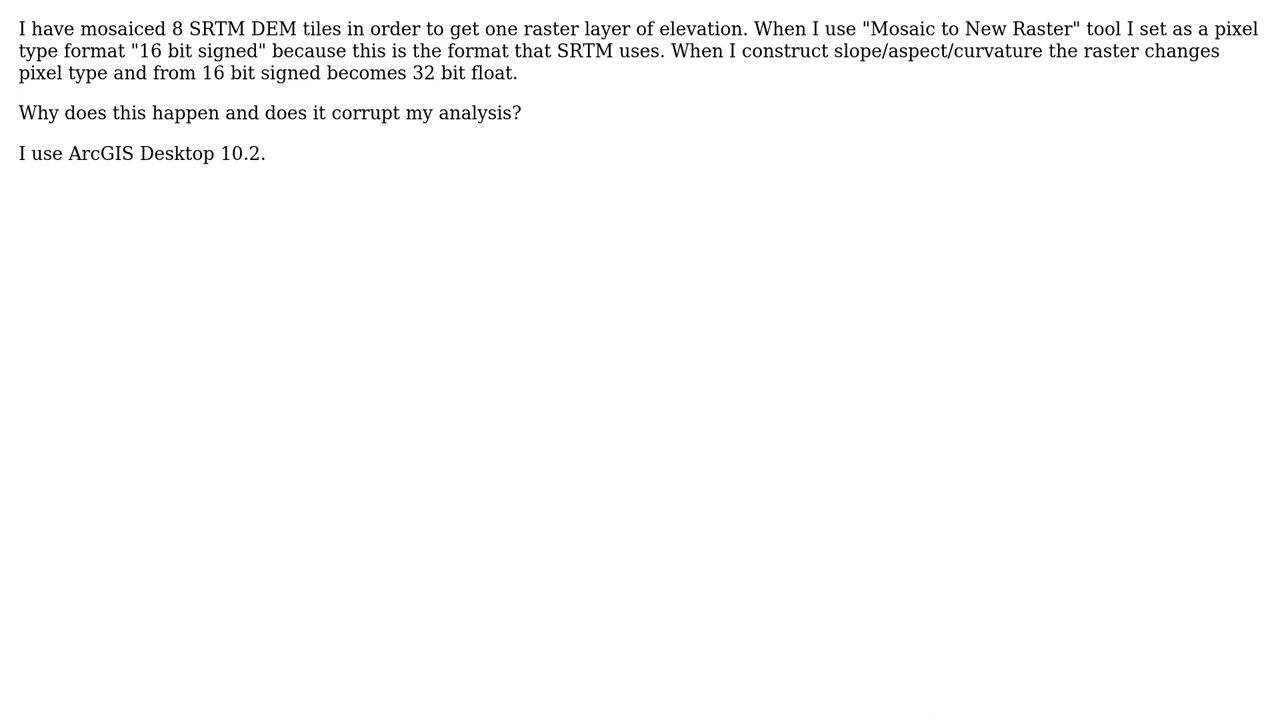 I have mosaiced 8 SRTM DEM tiles in order to get one raster layer of elevation. When I use "Mosaic to New Raster" tool I set as a pixel
type format "16 bit signed" because this is the format that SRTM uses. When I construct slope/aspect/curvature the raster changes
pixel type and from 16 bit signed becomes 32 bit float.
Why does this happen and does it corrupt my analysis?
I use ArcGIS Desktop 10.2.